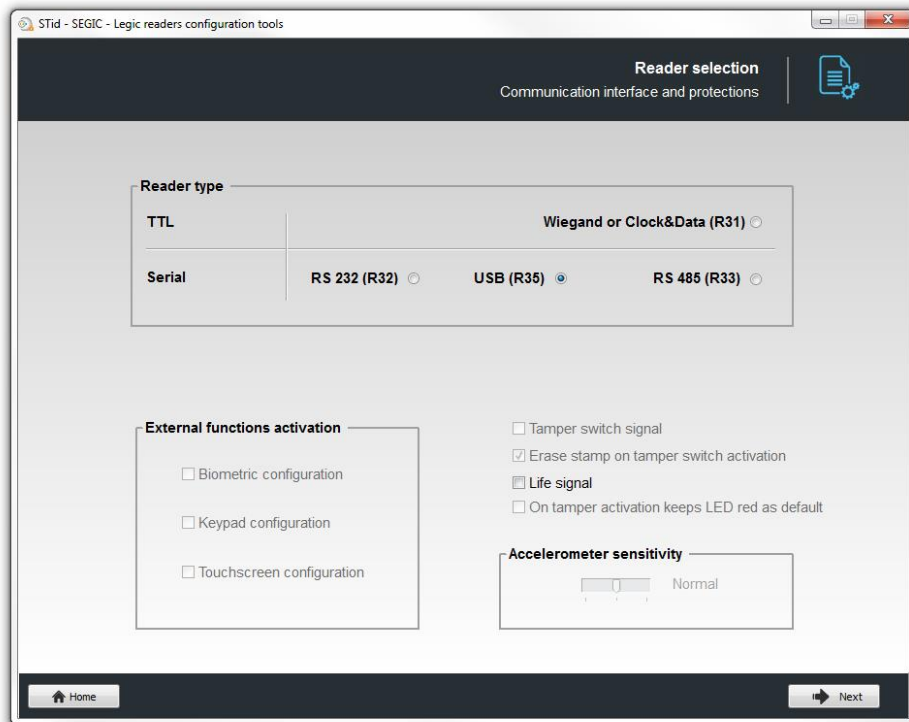 STid - SEGIC - Legic readers configuration tools
Reader selection
Communication interface and protections
Reader type
TTL
Wiegand or Clock&Data (R31)
Serial
RS 232 (R32)
USB (R35)
RS 485 (R33)
External functions activation
Biometric configuration
Keypad configuration
Touchscreen configuration
Tamper switch signal
Erase stamp on tamper switch activation
Life signal
On tamper activation keeps LED red as default
Accelerometer sensitivity
Normal
Home
Next